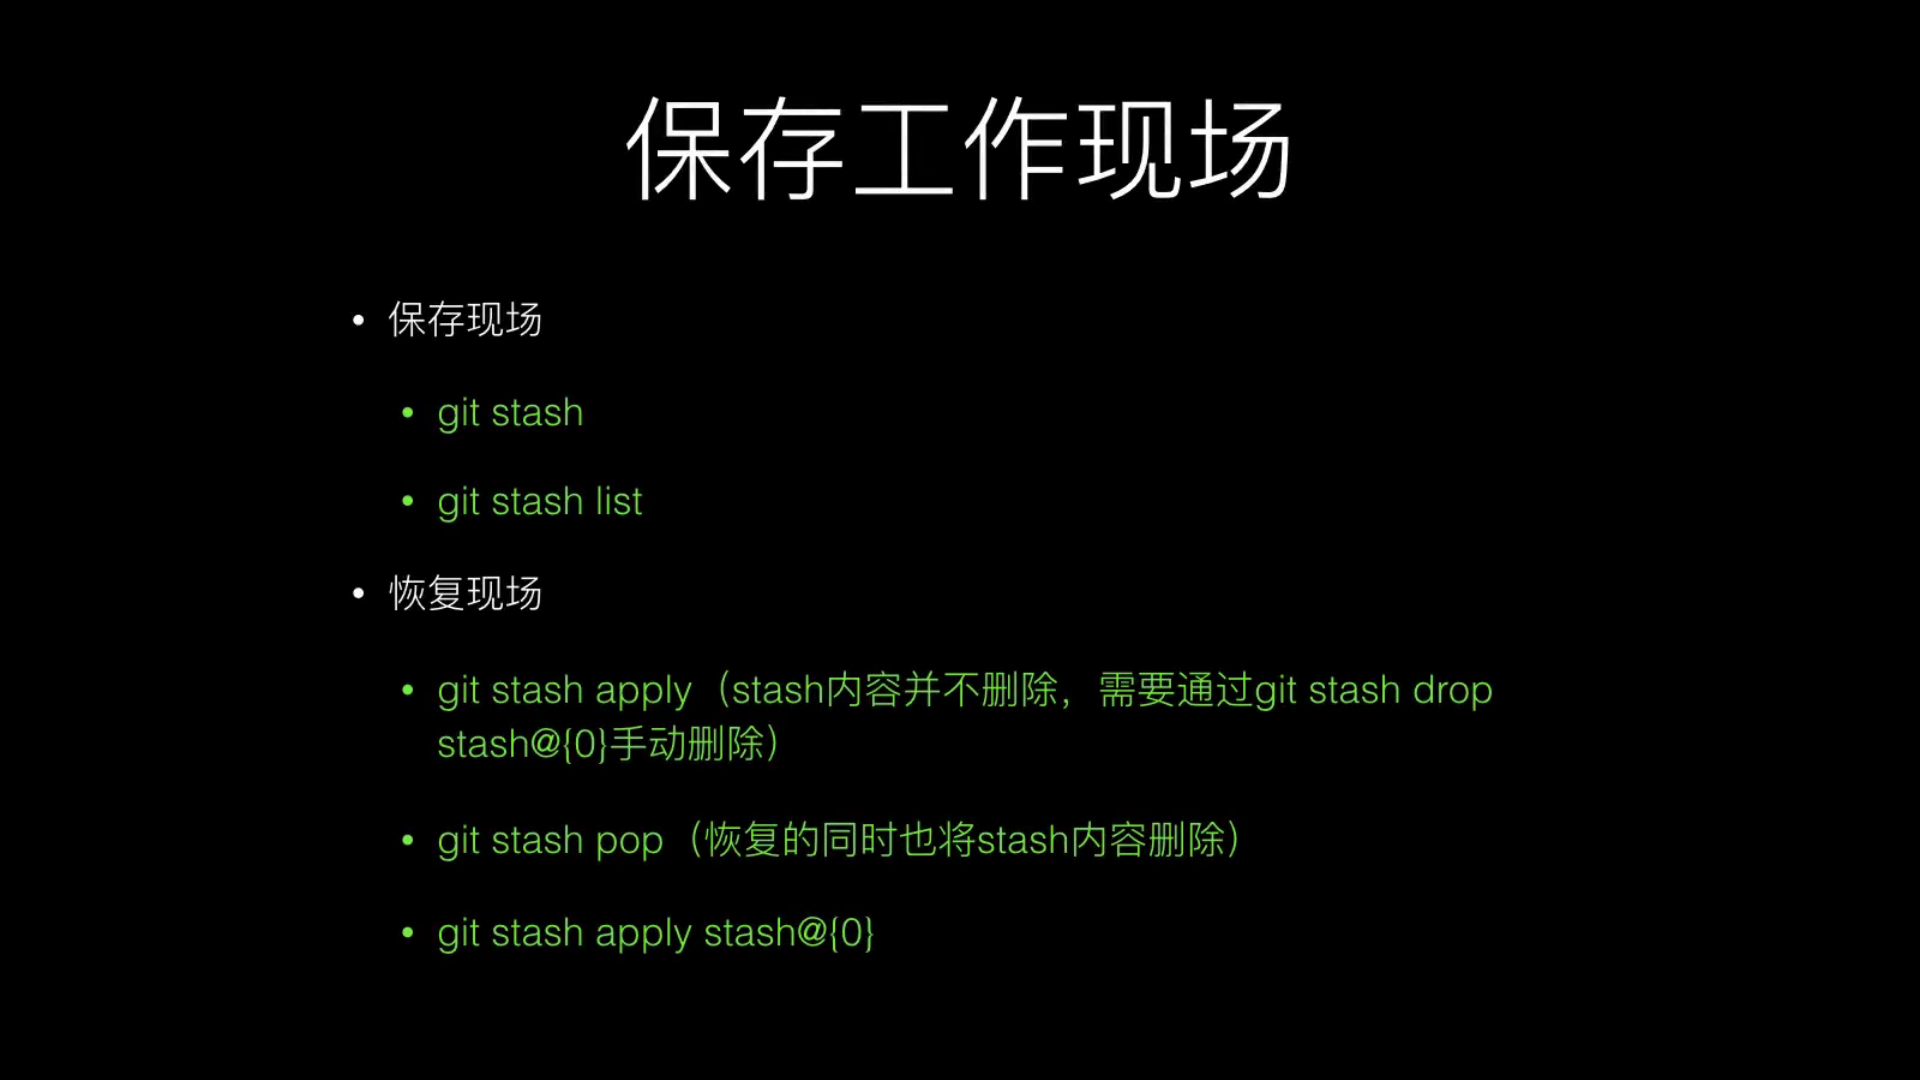 保存工作现场
• 保存现场
• git stash
• git stash list
• 恢复现场
• git stash apply（stash内容并不删除，需要通过git stash drop
stash@{0}手动删除）
• git stash pop（恢复的同时也将stash内容删除）
• git stash apply stash@{0}